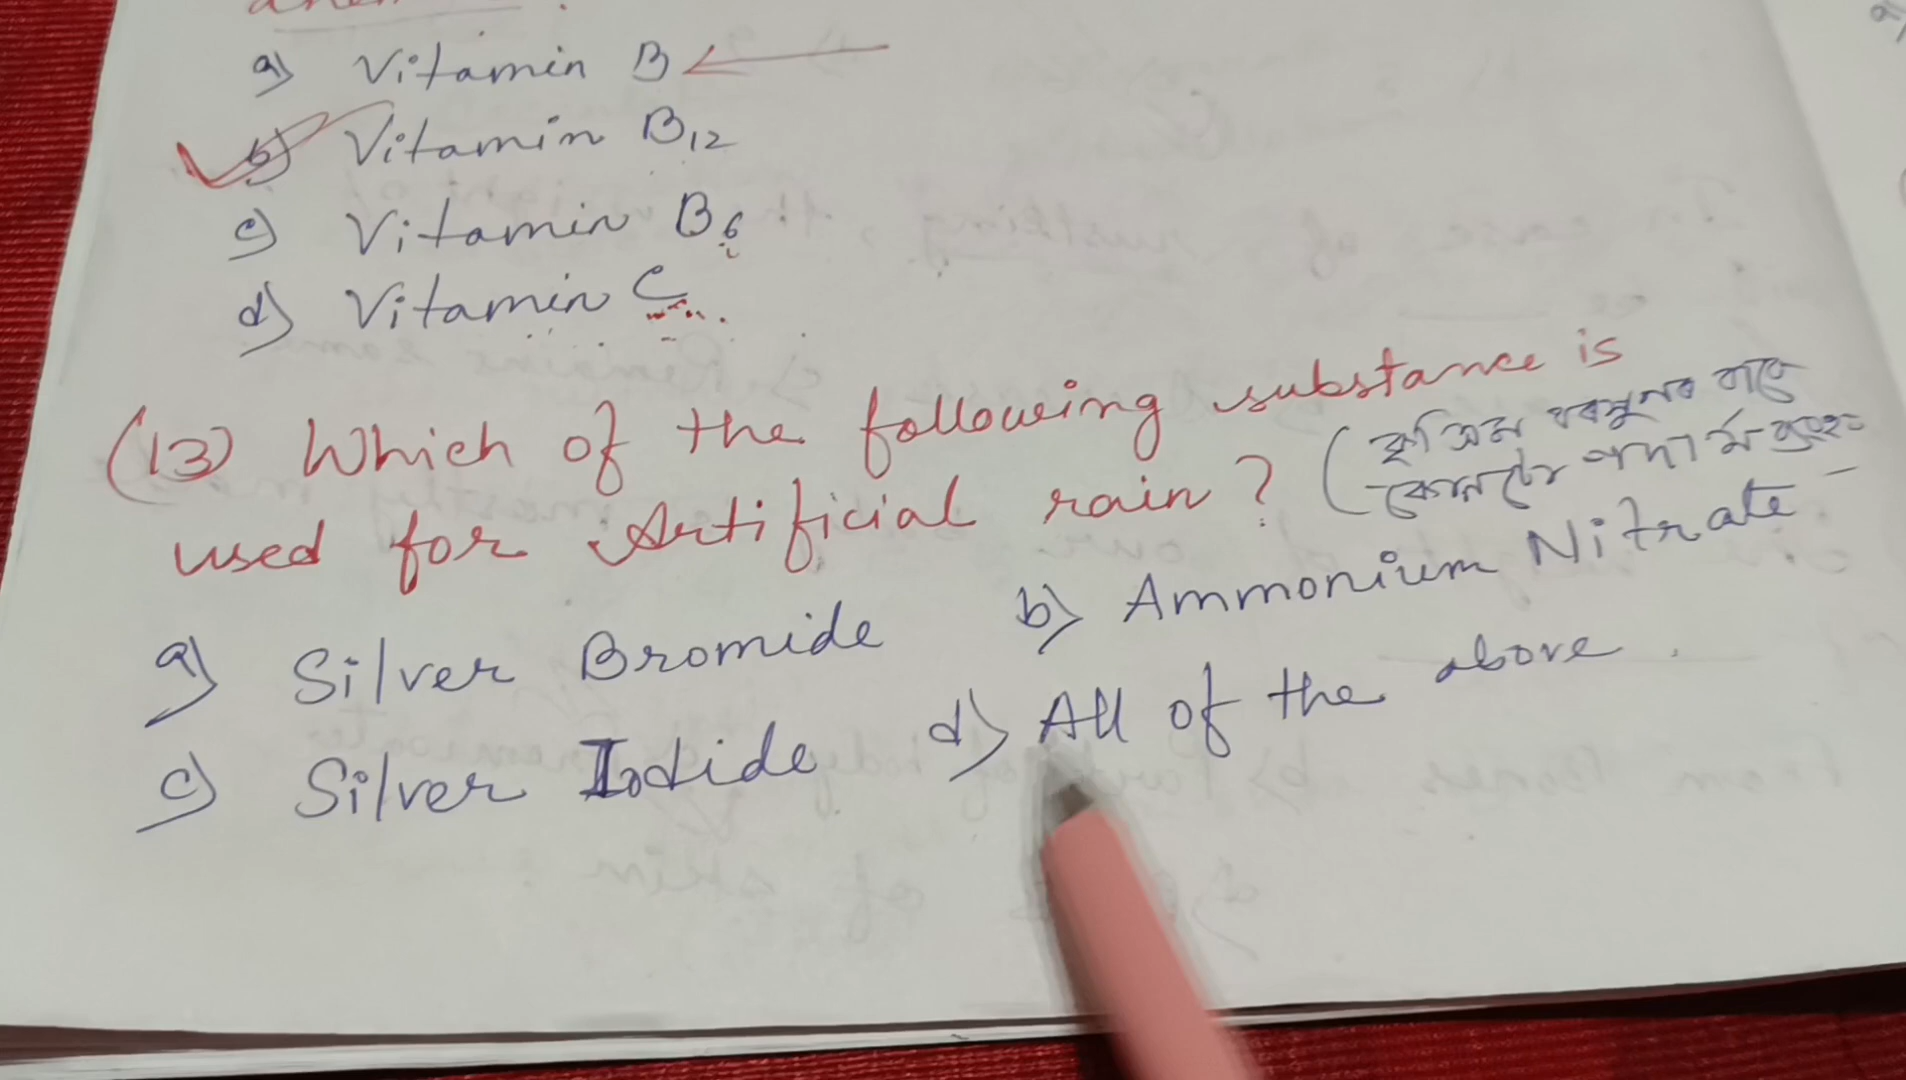 a) Vitamin B
b) Vitamin B12
c) Vitamin B6
d) Vitamin C
(13) Which of the following substance is
used for Artificial rain? (
a) Silver Bromide b) Ammonium Nitrate
c) Silver Iodide d) All of the above.